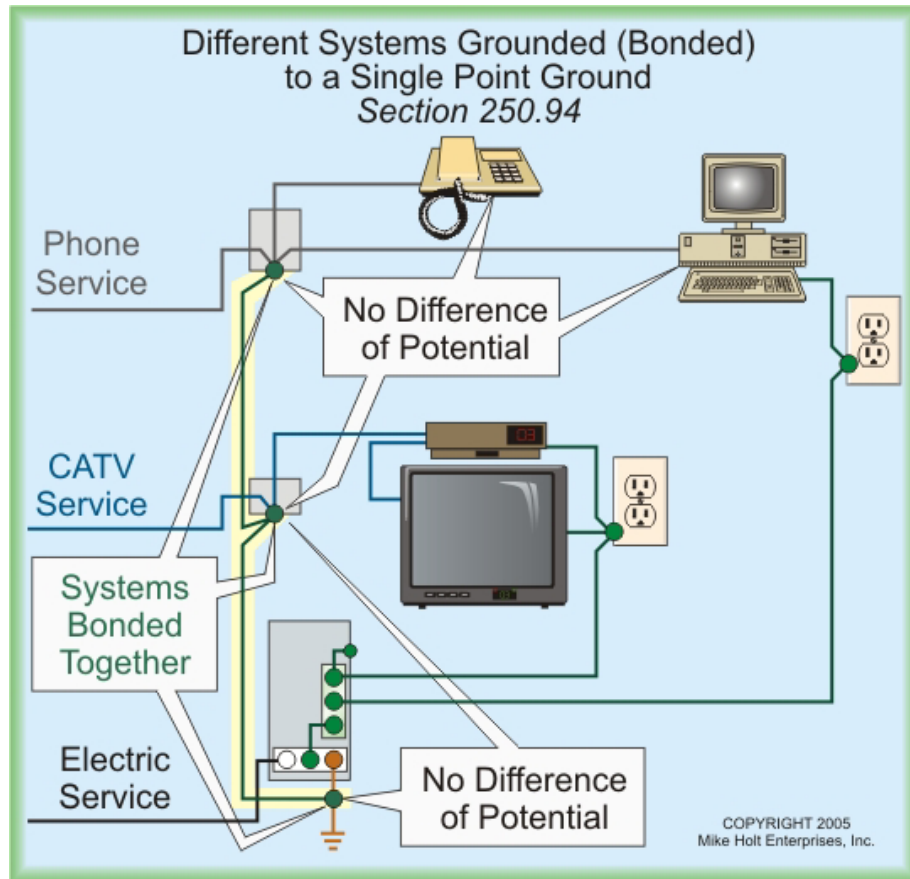 Different Systems Grounded (Bonded)
to a Single Point Ground
Section 250.94
Phone
Service
No Difference
of Potential
CATV
Service
03
Systems
Bonded
Together
Electric
Service
No Difference
of Potential
COPYRIGHT 2005
Mike Holt Enterprises, Inc.